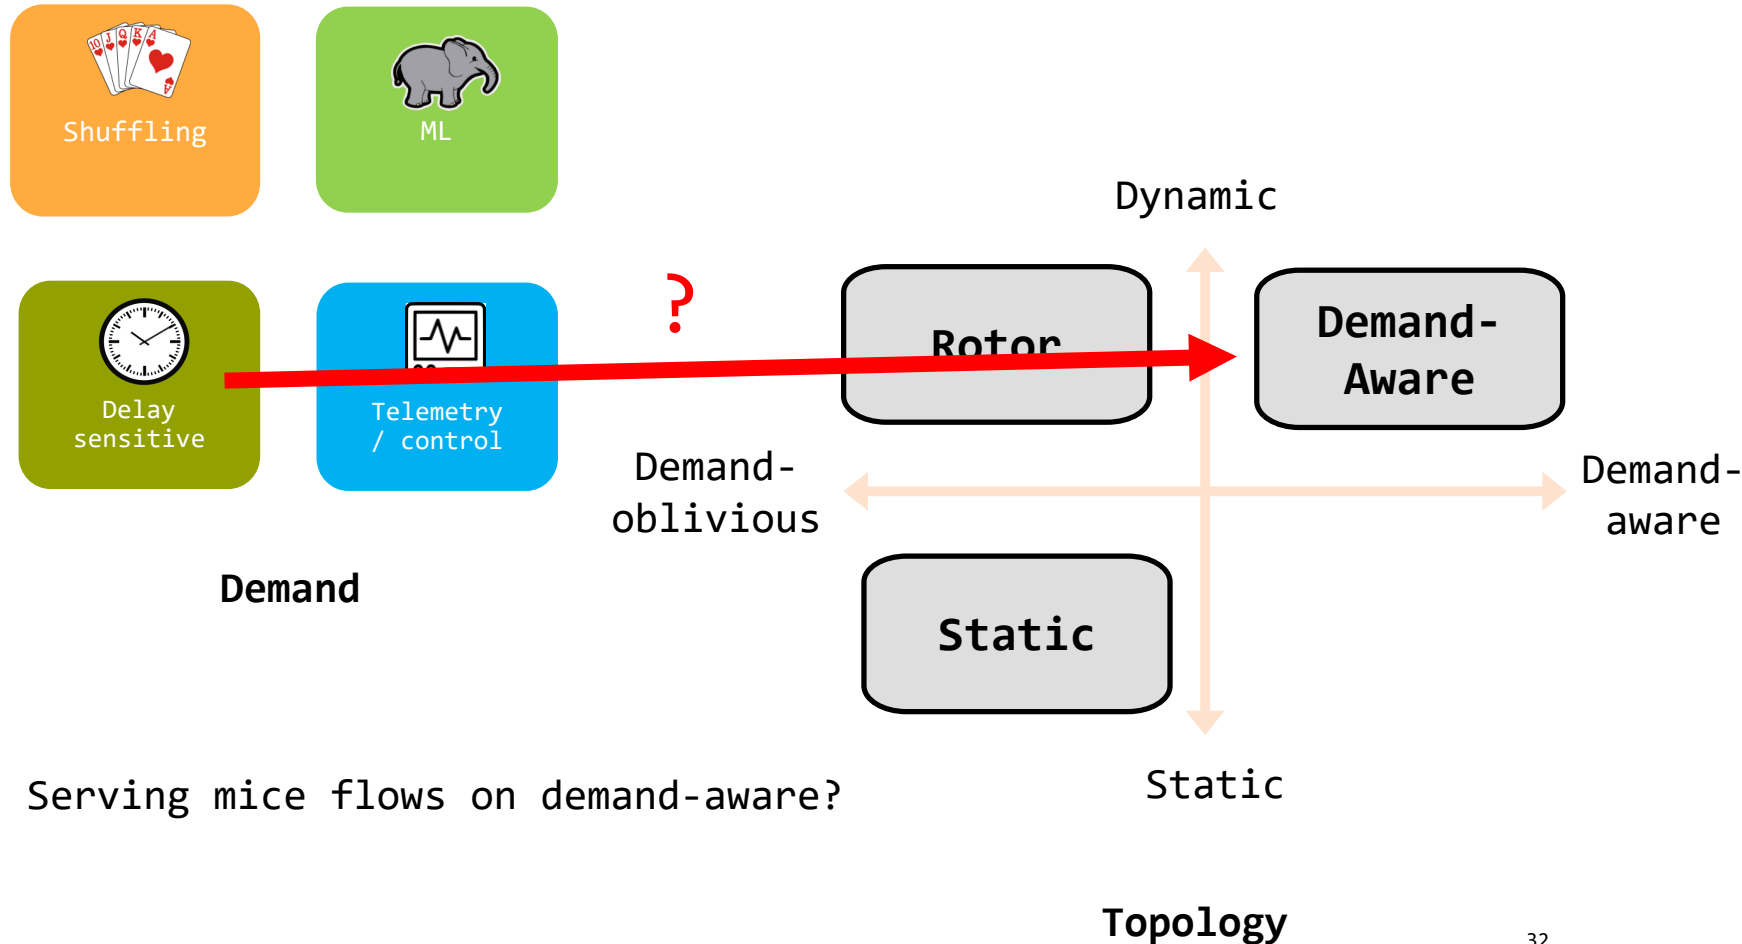 10 J Q K A
A
Shuffling
ML
Dynamic
?
Rotor
Demand-
Aware
Delay
sensitive
Telemetry
/ control
Demand-
oblivious
Demand-
aware
Demand
Static
Serving mice flows on demand-aware?
Static
Topology
32